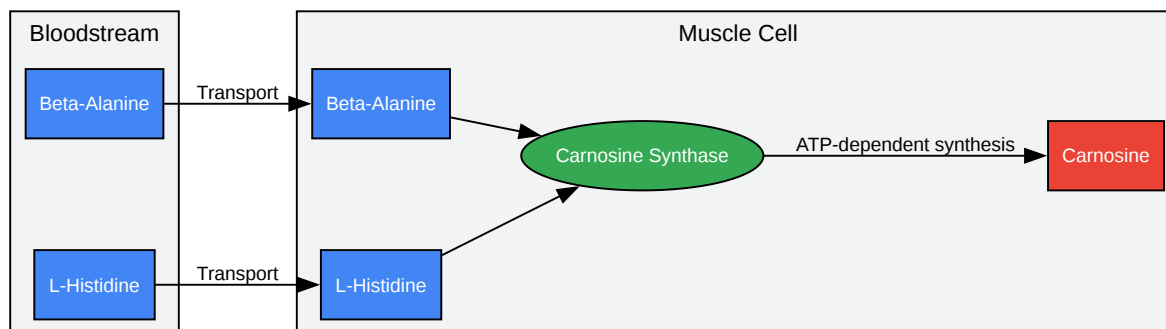 Bloodstream
Muscle Cell
Beta-Alanine
Transport
Beta-Alanine
Carnosine Synthase
ATP-dependent synthesis
Carnosine
L-Histidine
Transport
L-Histidine